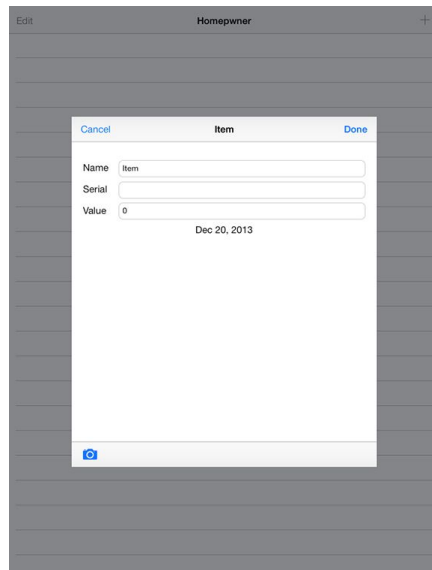 Edit Homepwner +
Cancel Item Done
Name Item
Serial
Value 0
Dec 20, 2013